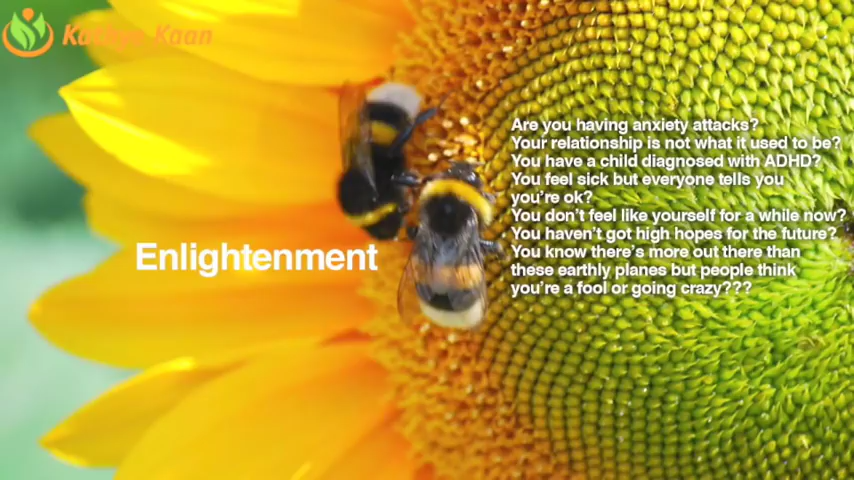 Kathye Kaan
Enlightenment
Are you having anxiety attacks?
Your relationship is not what it used to be?
You have a child diagnosed with ADHD?
You feel sick but everyone tells you
you're ok?
You don't feel like yourself for a while now?
You haven't got high hopes for the future?
You know there's more out there than
these earthly planes but people think
you're a fool or going crazy???